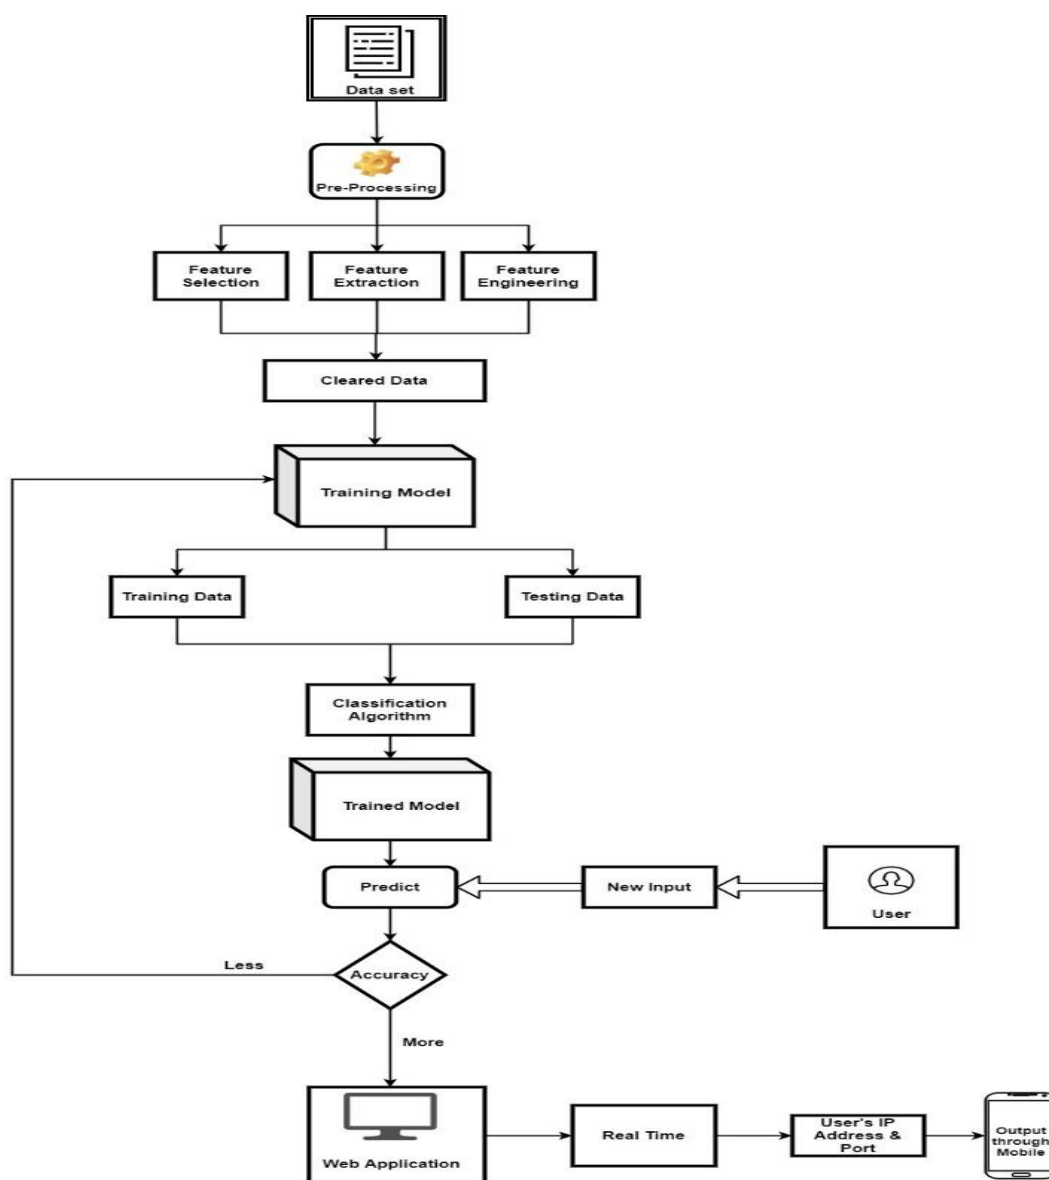 Data set
Pre-Processing
Feature
Selection
Feature
Extraction
Feature
Engineering
Cleared Data
Training Model
Training Data
Testing Data
Classification
Algorithm
Trained Model
Predict
New Input
User
Less
Accuracy
More
Web Application
Real Time
User's IP
Address &
Port
Output
through
Mobile